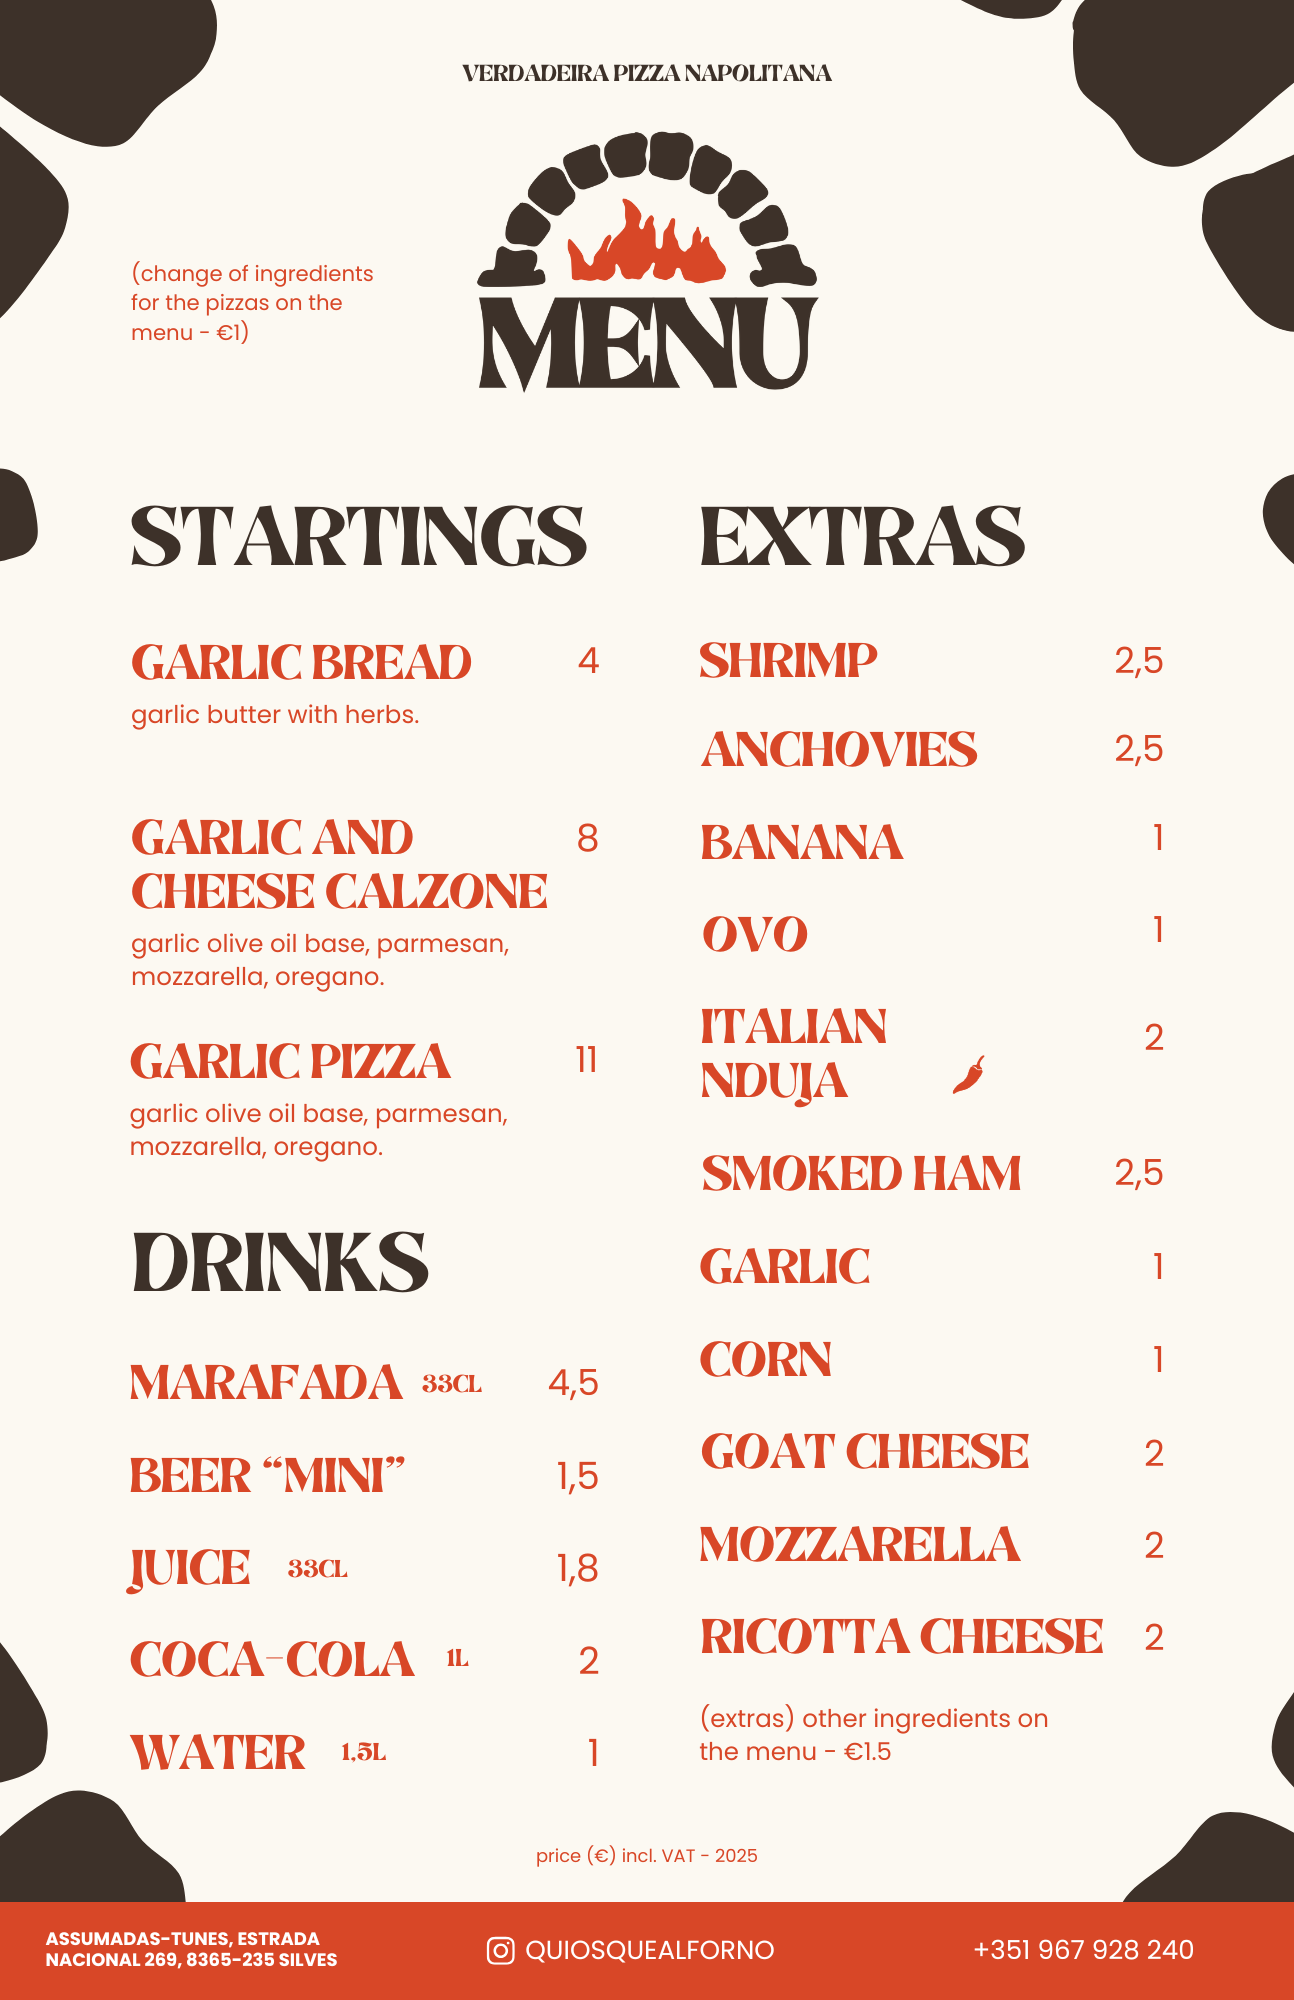 VERDADEIRA PIZZA NAPOLITANA
(change of ingredients
for the pizzas on the
menu - €1)
MENU
STARTINGS
GARLIC BREAD 4
garlic butter with herbs.
GARLIC AND 8
CHEESE CALZONE
garlic olive oil base, parmesan,
mozzarella, oregano.
GARLIC PIZZA 11
garlic olive oil base, parmesan,
mozzarella, oregano.
DRINKS
MARAFADA 33CL 4,5
BEER “MINI” 1,5
JUICE 33CL 1,8
COCA-COLA 1L 2
WATER 1,5L 1
EXTRAS
SHRIMP 2,5
ANCHOVIES 2,5
BANANA 1
OVO 1
ITALIAN 2
NDUJA
SMOKED HAM 2,5
GARLIC 1
CORN 1
GOAT CHEESE 2
MOZZARELLA 2
RICOTTA CHEESE 2
(extras) other ingredients on
the menu - €1.5
price (€) incl. VAT - 2025
ASSUMADAS-TUNES, ESTRADA
NACIONAL 269, 8365-235 SILVES
QUIOSQUEALFORNO
+351 967 928 240